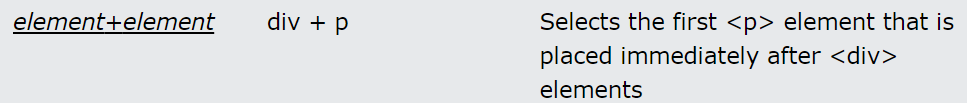 element+element div + p Selects the first <p> element that is
placed immediately after <div>
elements